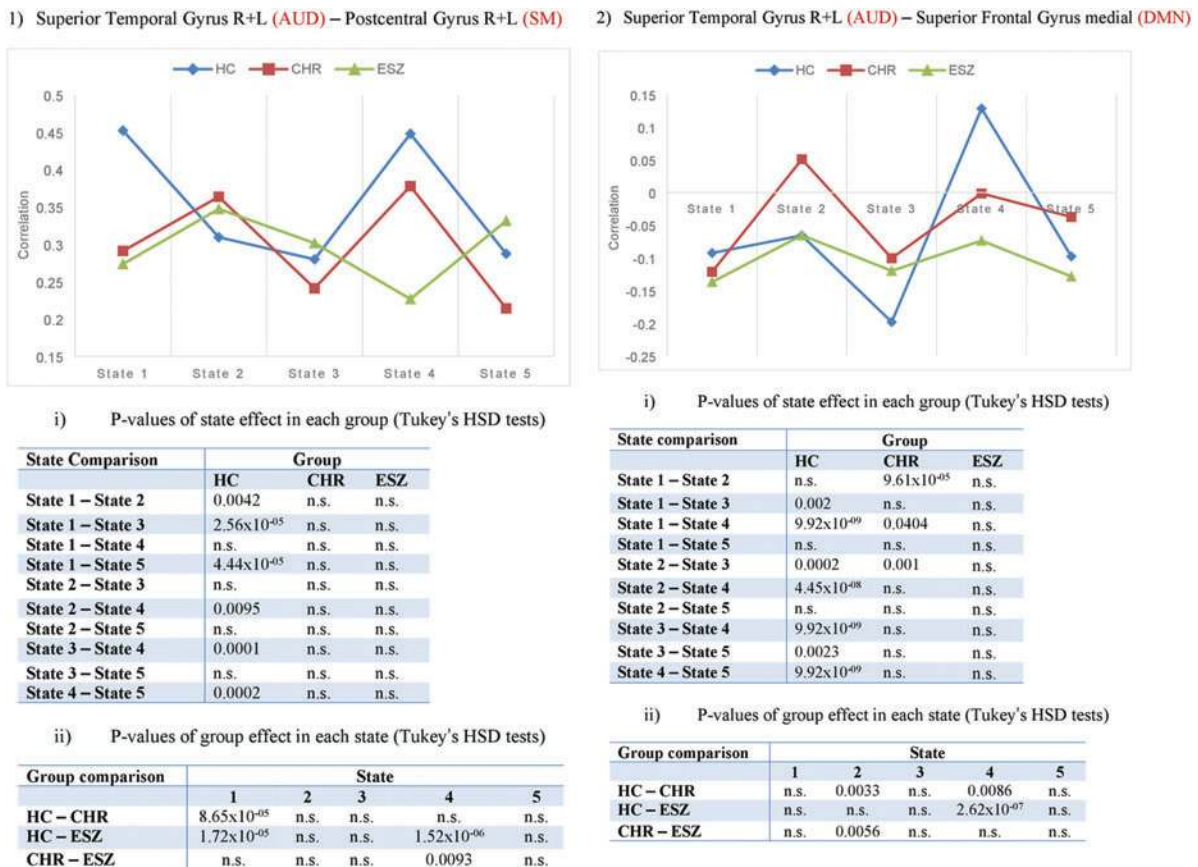 1) Superior Temporal Gyrus R+L (AUD) – Postcentral Gyrus R+L (SM)
HC CHR ESZ
0.5
0.45
0.4
0.35
0.3
0.25
0.2
0.15
Correlation
State 1 State 2 State 3 State 4 State 5
i) P-values of state effect in each group (Tukey's HSD tests)
State Comparison Group
HC CHR ESZ
State 1 – State 2 0.0042 n.s. n.s.
State 1 – State 3 2.56x10-05 n.s. n.s.
State 1 – State 4 n.s. n.s. n.s.
State 1 – State 5 4.44x10-05 n.s. n.s.
State 2 – State 3 n.s. n.s. n.s.
State 2 – State 4 0.0095 n.s. n.s.
State 2 – State 5 n.s. n.s. n.s.
State 3 – State 4 0.0001 n.s. n.s.
State 3 – State 5 n.s. n.s. n.s.
State 4 – State 5 0.0002 n.s. n.s.
ii) P-values of group effect in each state (Tukey's HSD tests)
Group comparison State
1 2 3 4 5
HC – CHR 8.65x10-05 n.s. n.s. n.s. n.s.
HC – ESZ 1.72x10-05 n.s. n.s. 1.52x10-06 n.s.
CHR – ESZ n.s. n.s. n.s. 0.0093 n.s.
2) Superior Temporal Gyrus R+L (AUD) – Superior Frontal Gyrus medial (DMN)
HC CHR ESZ
0.15
0.1
0.05
0
-0.05
-0.1
-0.15
-0.2
-0.25
Correlation
State 1 State 2 State 3 State 4 State 5
i) P-values of state effect in each group (Tukey's HSD tests)
State comparison Group
HC CHR ESZ
State 1 – State 2 n.s. 9.61x10-05 n.s.
State 1 – State 3 0.002 n.s. n.s.
State 1 – State 4 9.92x10-09 0.0404 n.s.
State 1 – State 5 n.s. n.s. n.s.
State 2 – State 3 0.0002 0.001 n.s.
State 2 – State 4 4.45x10-08 n.s. n.s.
State 2 – State 5 n.s. n.s. n.s.
State 3 – State 4 9.92x10-09 n.s. n.s.
State 3 – State 5 0.0023 n.s. n.s.
State 4 – State 5 9.92x10-09 n.s. n.s.
ii) P-values of group effect in each state (Tukey's HSD tests)
Group comparison State
1 2 3 4 5
HC – CHR n.s. 0.0033 n.s. 0.0086 n.s.
HC – ESZ n.s. n.s. n.s. 2.62x10-07 n.s.
CHR – ESZ n.s. 0.0056 n.s. n.s. n.s.